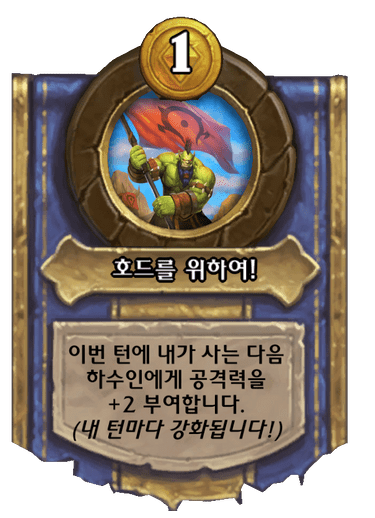 1
호드를 위하여!
이번 턴에 내가 사는 다음
하수인에게 공격력을
+2 부여합니다.
(내 턴마다 강화됩니다!)